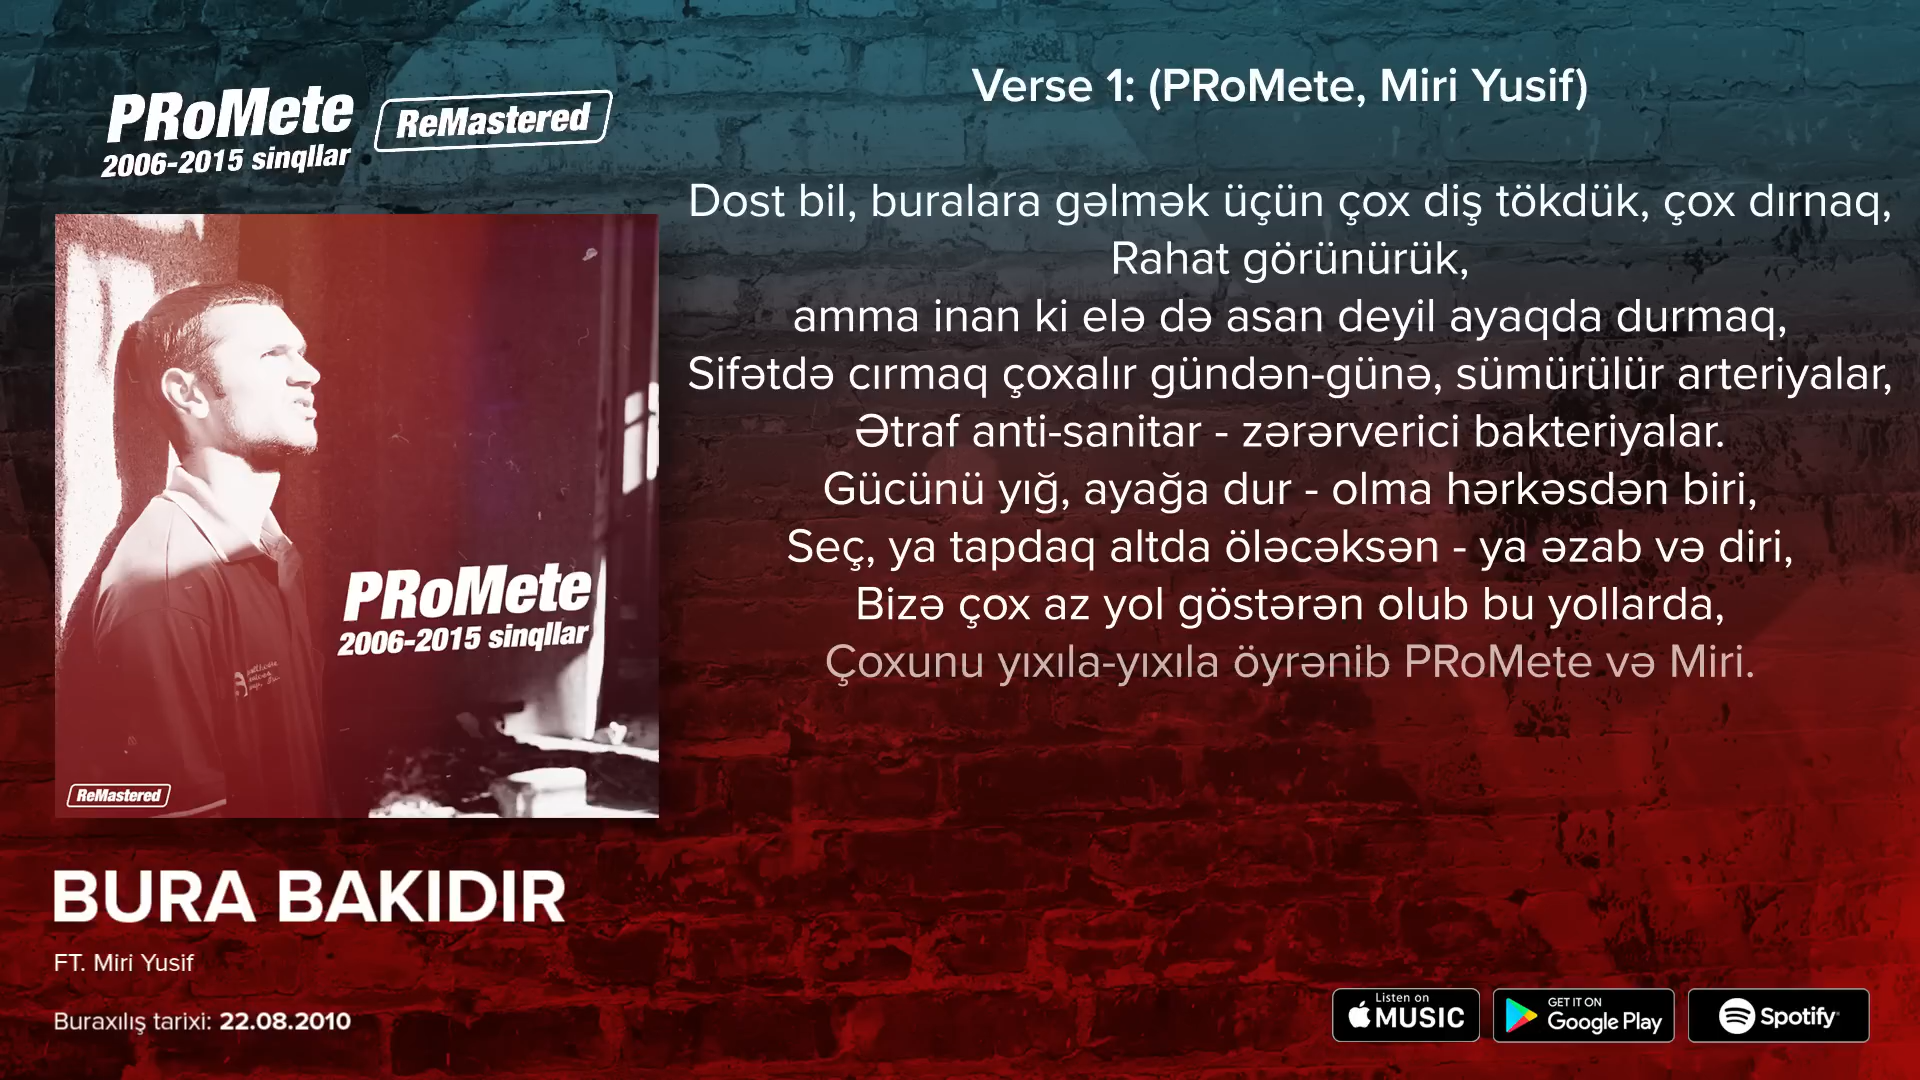 PRoMete
2006-2015 sinqllar
ReMastered
Verse 1: (PRoMete, Miri Yusif)
Dost bil, buralara gəlmək üçün çox diş tökdük, çox dırnaq,
Rahat görünürük,
amma inan ki elə də asan deyil ayaqda durmaq,
Sifətdə cırmaq çoxalır gündən-günə, sümürülür arteriyalar,
Ətraf anti-sanitar - zərərverici bakteriyalar.
Gücünü yığ, ayağa dur - olma hərkəsdən biri,
Seç, ya tapdaq altda öləcəksən - ya əzab və diri,
Bizə çox az yol göstərən olub bu yollarda,
Çoxunu yıxıla-yıxıla öyrənib PRoMete və Miri.
PRoMete
2006-2015 sinqllar
ReMastered
BURA BAKIDIR
FT. Miri Yusif
Buraxılış tarixi: 22.08.2010
Listen on
MUSIC
GET IT ON
Google Play
Spotify